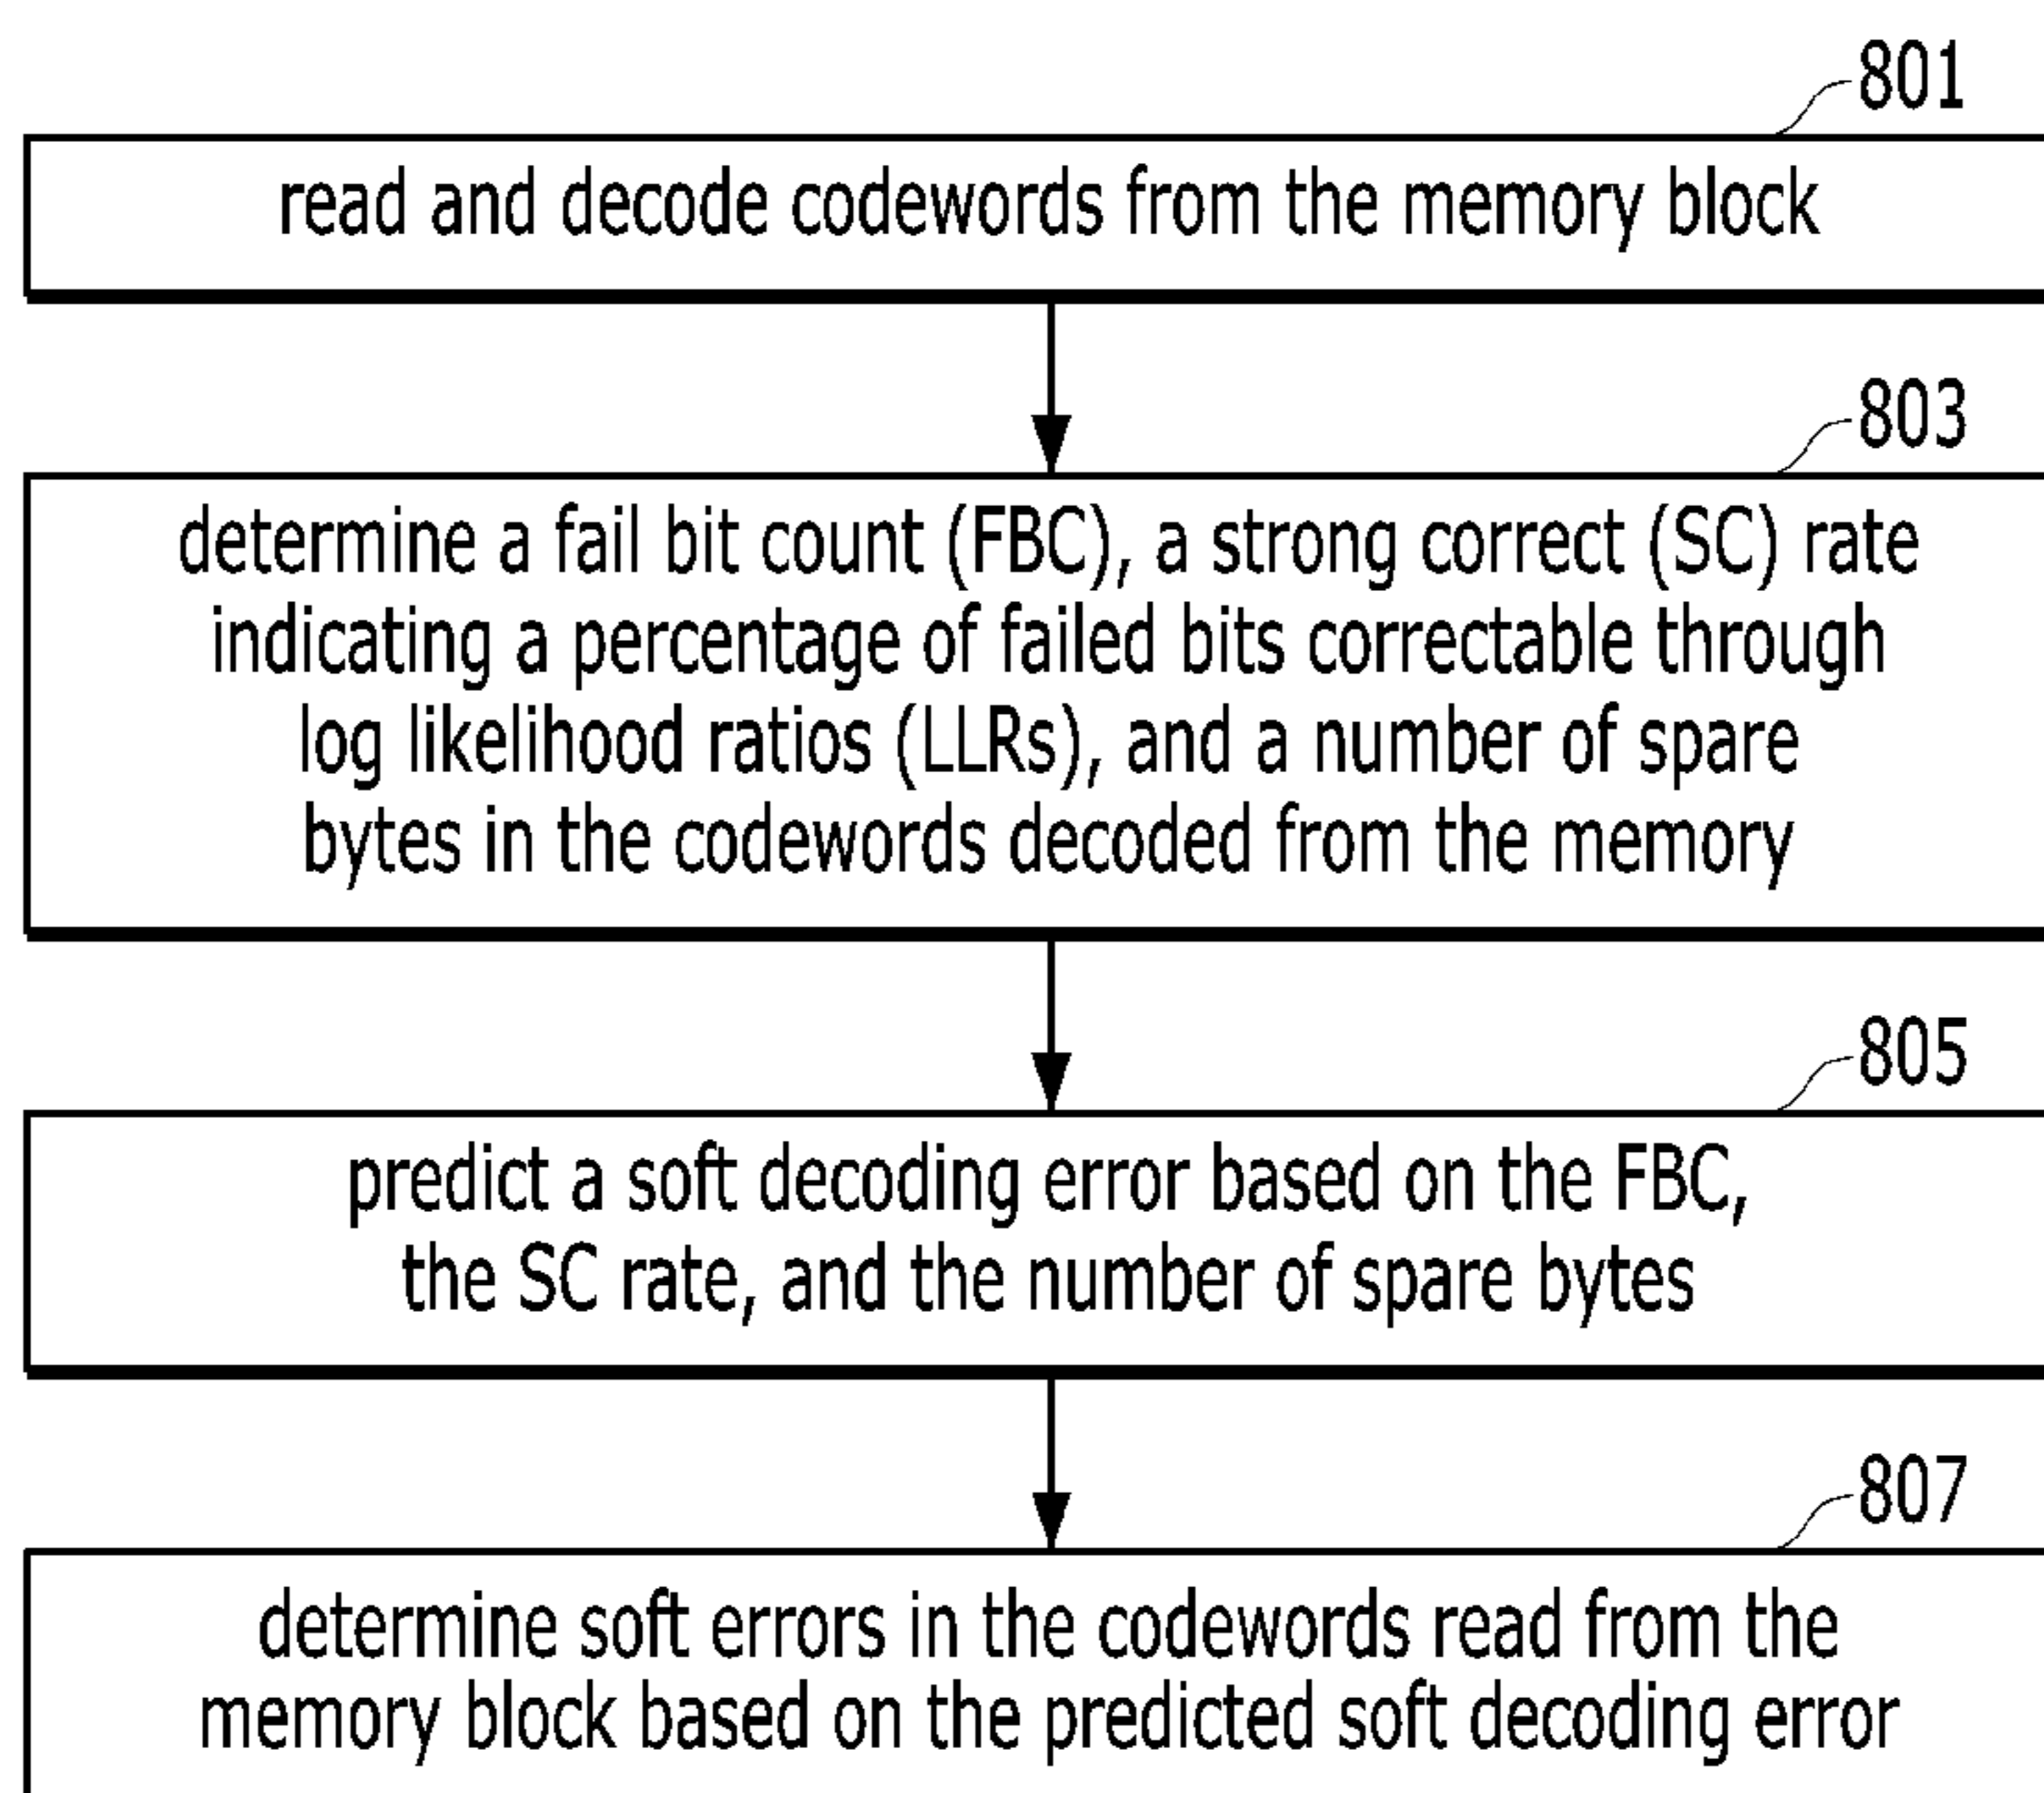 801
read and decode codewords from the memory block
803
determine a fail bit count (FBC), a strong correct (SC) rate
indicating a percentage of failed bits correctable through
log likelihood ratios (LLRs), and a number of spare
bytes in the codewords decoded from the memory
805
predict a soft decoding error based on the FBC,
the SC rate, and the number of spare bytes
807
determine soft errors in the codewords read from the
memory block based on the predicted soft decoding error